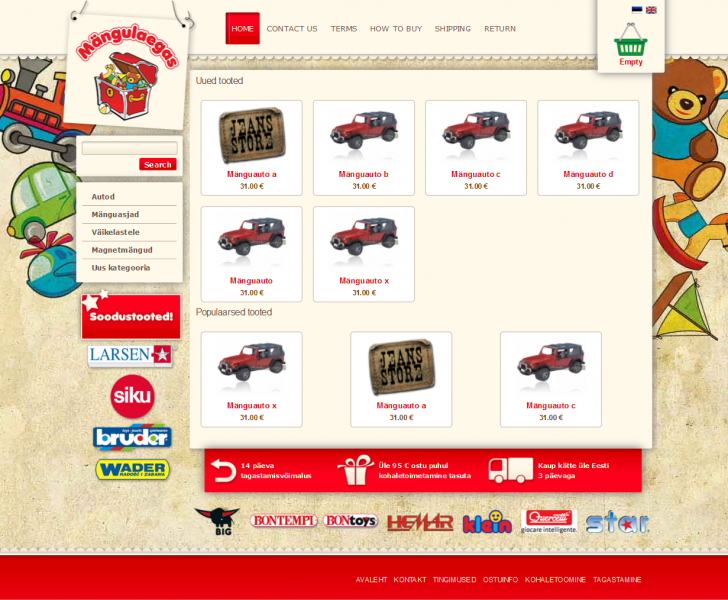 Mängulaegas
HOME CONTACT US TERMS HOW TO BUY SHIPPING RETURN
Empty
Search
Autod
Mänguasjad
Väikelastele
Magnetmängud
Uus kategooria
Soodustooted!
LARSEN
siku
bruder
WADER
RADOŚĆ I ZABAWA
Uued tooted
JEANS
STORE
Mänguauto a
31.00 €
Mänguauto b
31.00 €
Mänguauto c
31.00 €
Mänguauto d
31.00 €
Mänguauto
31.00 €
Mänguauto x
31.00 €
Populaarsed tooted
Mänguauto x
31.00 €
JEANS
STORE
Mänguauto a
31.00 €
Mänguauto c
31.00 €
14 päeva
tagastamisvõimalus
Üle 95 € ostu puhul
kohaletoimetamine tasuta
Kaup kätte üle Eesti
3 päevaga
BIG
BONTEMPI
BONtoys
HEMAR
klein
Quercetti
giocare intelligente.
star
AVALEHT KONTAKT TINGIMUSED OSTUINFO KOHALETOOMINE TAGASTAMINE